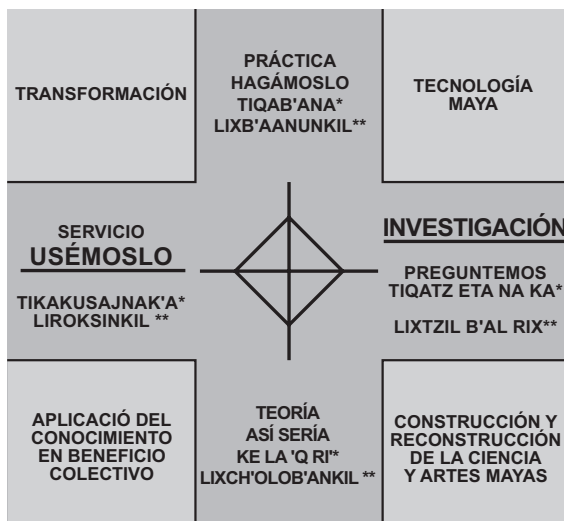 TRANSFORMACIÓN
PRÁCTICA
HAGÁMOSLO
TIQAB'ANA*
LIXB'AANUNKIL**
TECNOLOGÍA
MAYA
SERVICIO
USÉMOSLO
TIKAKUSAJNAK'A*
LIROKSINKIL **
INVESTIGACIÓN
PREGUNTEMOS
TIQATZ ETA NA KA*
LIXTZIL B'AL RIX**
APLICACIÓ DEL
CONOCIMIENTO
EN BENEFICIO
COLECTIVO
TEORÍA
ASÍ SERÍA
KE LA 'Q RI'*
LIXCH'OLOB'ANKIL **
CONSTRUCCIÓN Y
RECONSTRUCCIÓN
DE LA CIENCIA
Y ARTES MAYAS